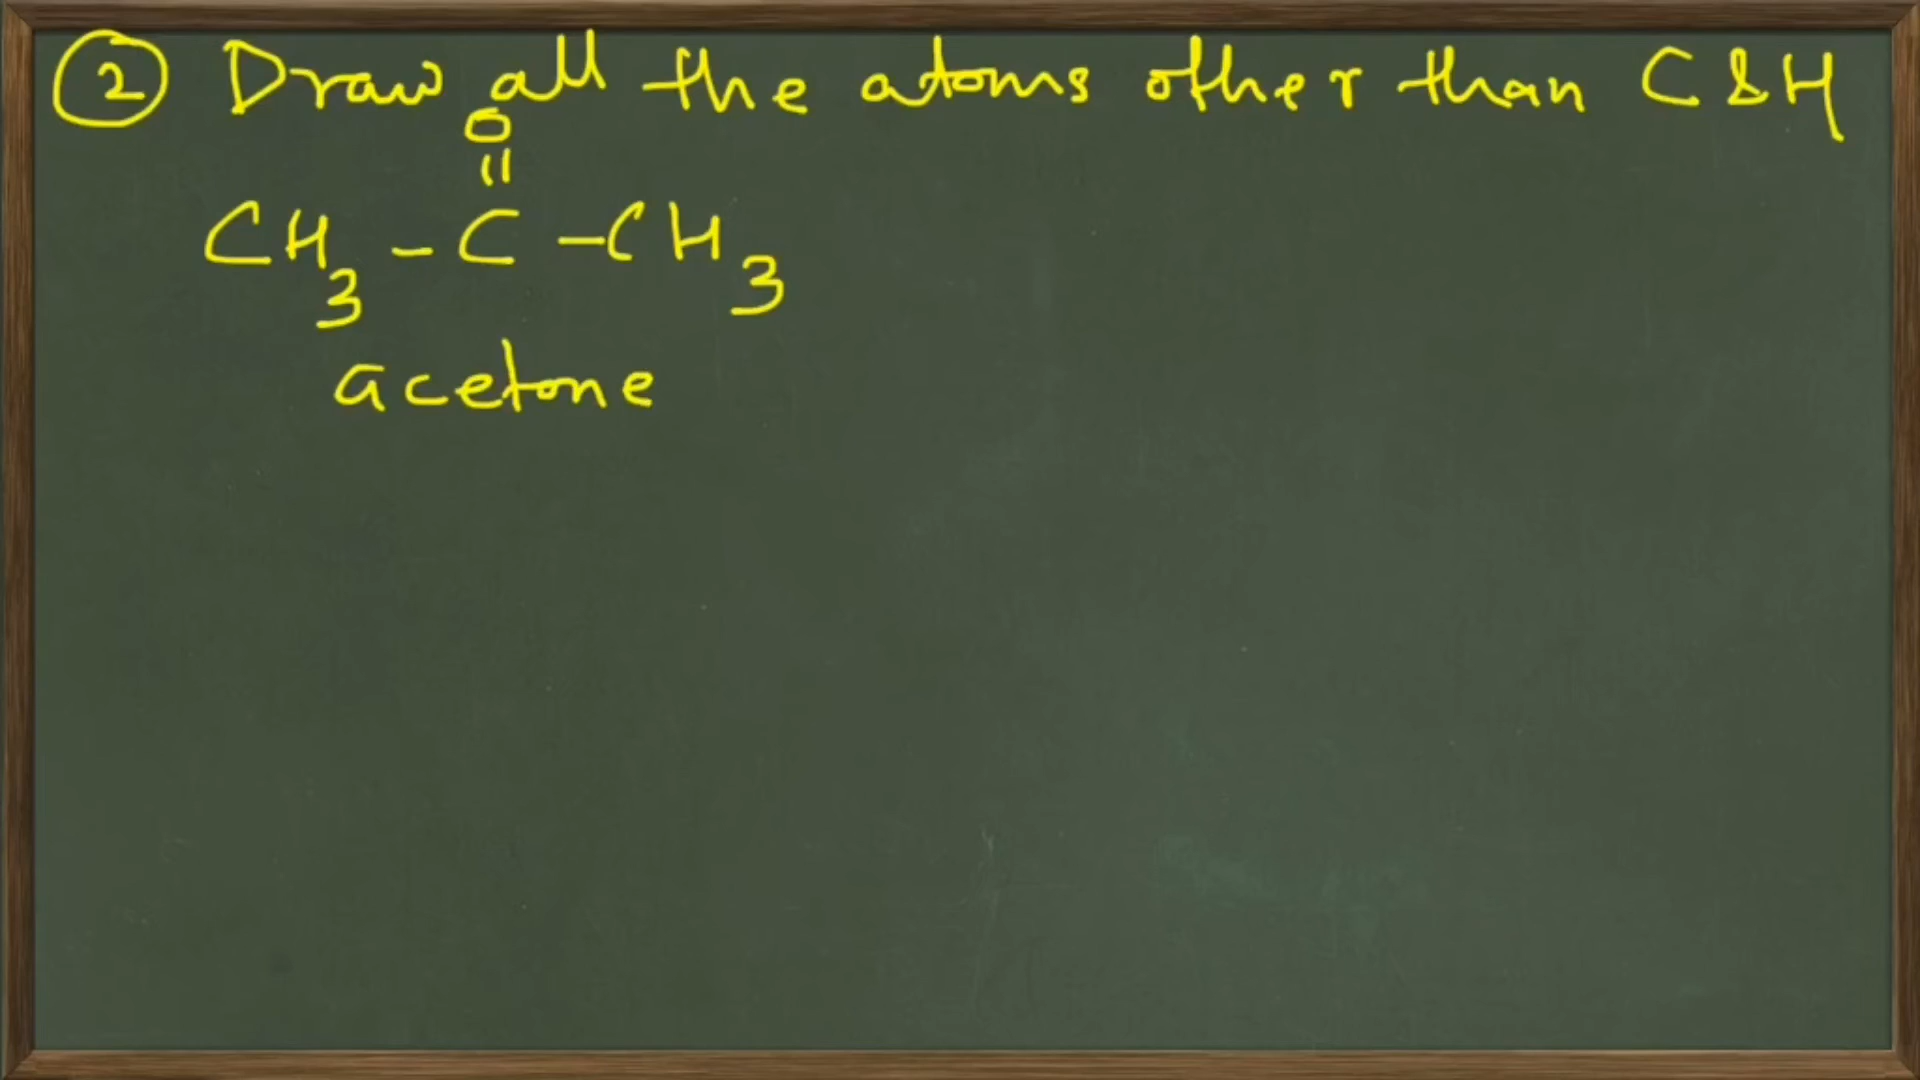 ② Draw all the atoms other than C & H
O
||
CH3 - C - CH3
acetone